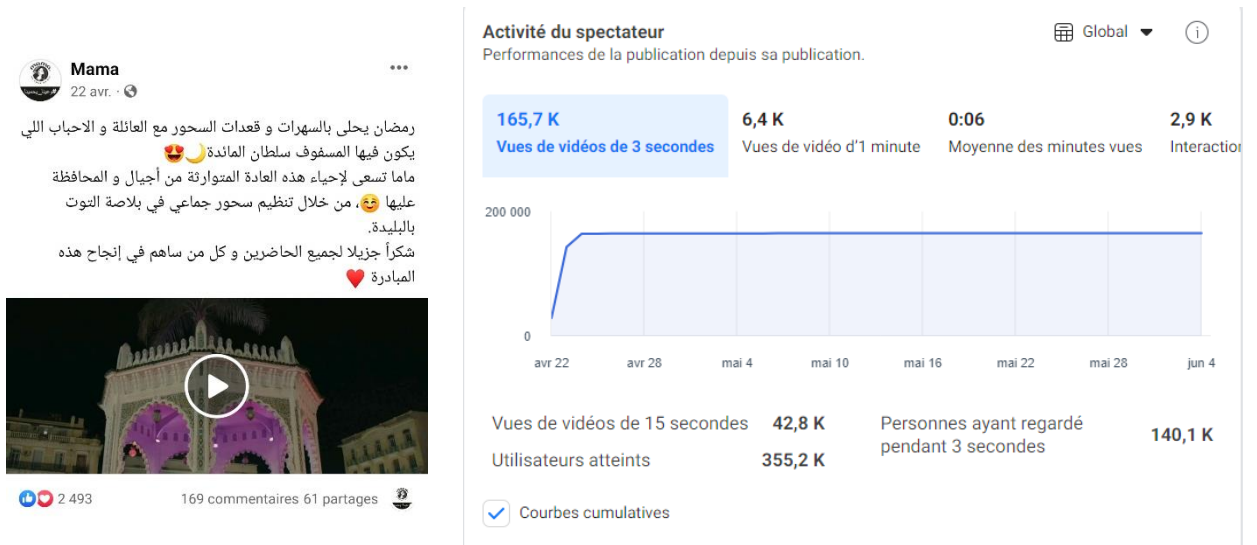 Mama
22 avr. ·
رمضان يحلى بالسهرات و قعدات السحور مع العائلة و الاحباب اللي
يكون فيها المسفوف سلطان المائدة🌙😍
ماما تسعى لإحياء هذه العادة المتوارثة من أجيال و المحافظة
عليها ☺️، من خلال تنظيم سحور جماعي في بلاصة التوت
بالبليدة.
شكراً جزيلا لجميع الحاضرين و كل من ساهم في إنجاح هذه
المبادرة ♥️
2 493
169 commentaires 61 partages
Activité du spectateur
Global
Performances de la publication depuis sa publication.
165,7 K
Vues de vidéos de 3 secondes
6,4 K
Vues de vidéo d'1 minute
0:06
Moyenne des minutes vues
2,9 K
Interaction
200 000
0
avr 22 avr 28 mai 4 mai 10 mai 16 mai 22 mai 28 jun 4
Vues de vidéos de 15 secondes 42,8 K
Utilisateurs atteints 355,2 K
Personnes ayant regardé
pendant 3 secondes
140,1 K
Courbes cumulatives